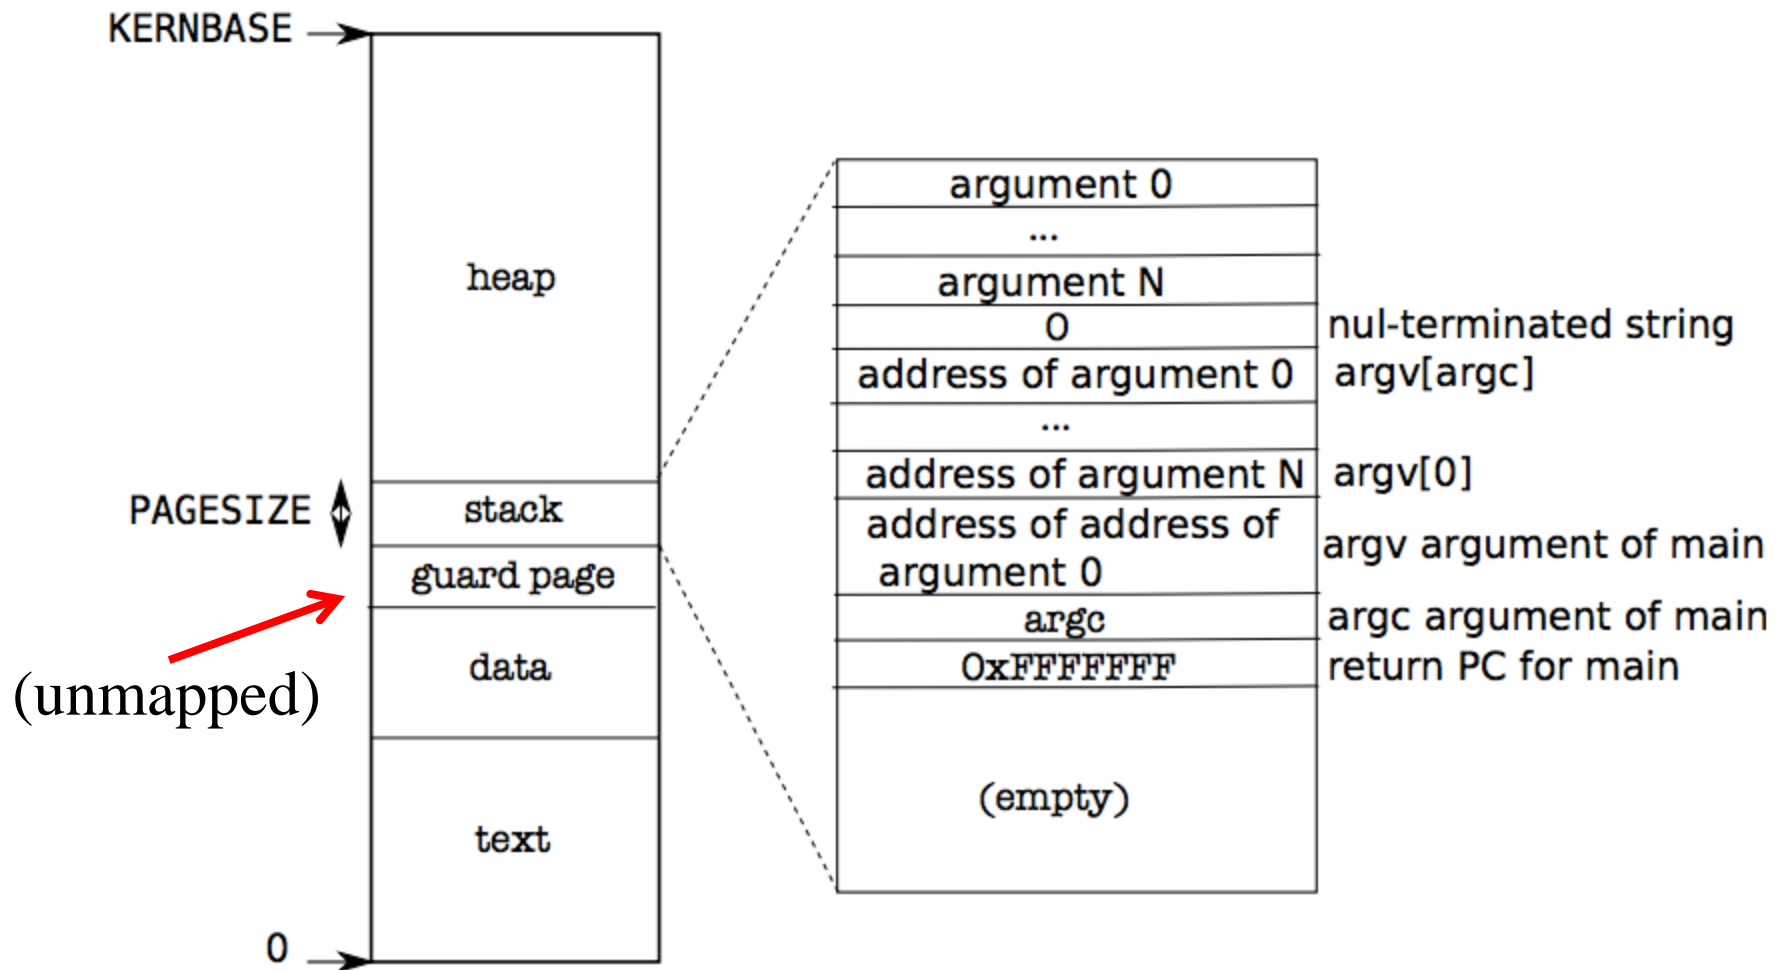 KERNBASE
heap
PAGESIZE
stack
guard page
(unmapped)
data
text
0
argument 0
...
argument N
0
nul-terminated string
address of argument 0
argv[argc]
...
address of argument N
argv[0]
address of address of
argument 0
argv argument of main
argc
argc argument of main
0xFFFFFFF
return PC for main
(empty)